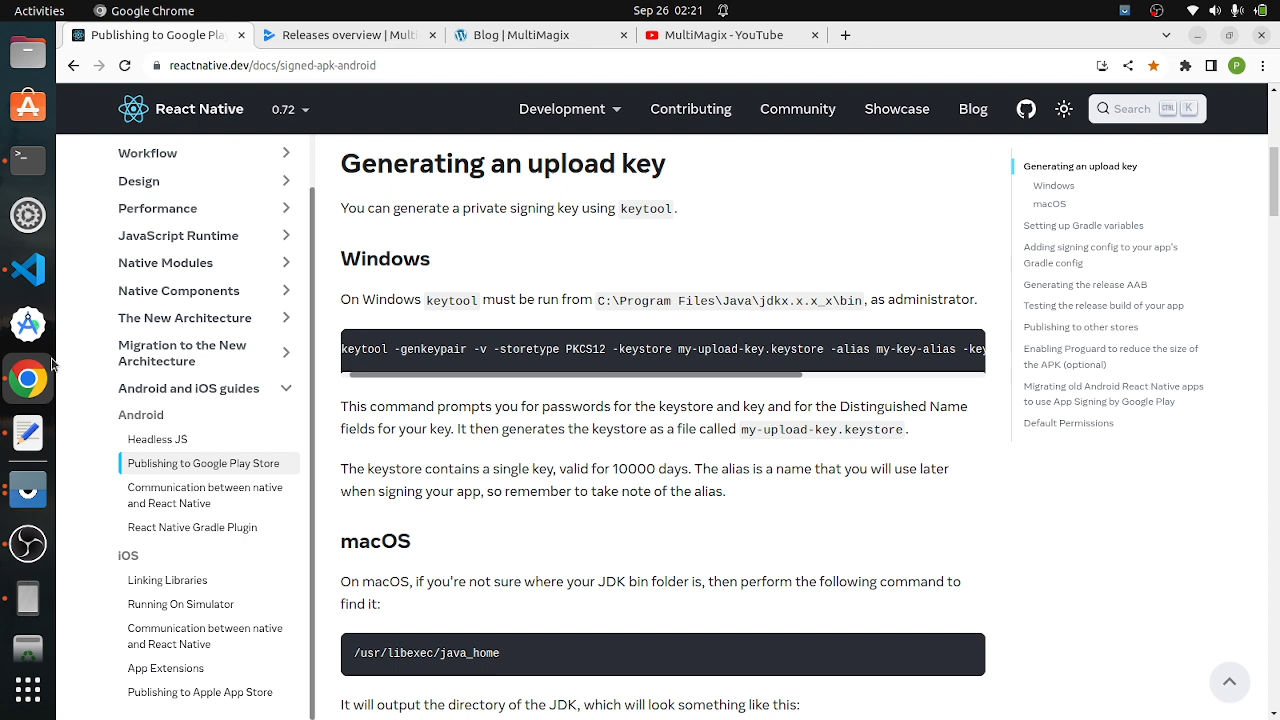 Activities
Google Chrome
Sep 26 02:21
Publishing to Google Pla
Releases overview | Multi
Blog | MultiMagix
MultiMagix - YouTube
reactnative.dev/docs/signed-apk-android
P
React Native
0.72
Development
Contributing
Community
Showcase
Blog
Search
CTRL
K
Workflow
Design
Performance
JavaScript Runtime
Native Modules
Native Components
The New Architecture
Migration to the New
Architecture
Android and iOS guides
Android
Headless JS
Publishing to Google Play Store
Communication between native
and React Native
React Native Gradle Plugin
iOS
Linking Libraries
Running On Simulator
Communication between native
and React Native
App Extensions
Publishing to Apple App Store
Generating an upload key
You can generate a private signing key using keytool.
Windows
On Windows keytool must be run from C:\Program Files\Java\jdkx.x.x_x\bin, as administrator.
keytool -genkeypair -v -storetype PKCS12 -keystore my-upload-key.keystore -alias my-key-alias -key
This command prompts you for passwords for the keystore and key and for the Distinguished Name
fields for your key. It then generates the keystore as a file called my-upload-key.keystore.
The keystore contains a single key, valid for 10000 days. The alias is a name that you will use later
when signing your app, so remember to take note of the alias.
macOS
On macOS, if you're not sure where your JDK bin folder is, then perform the following command to
find it:
/usr/libexec/java_home
It will output the directory of the JDK, which will look something like this:
Generating an upload key
Windows
macOS
Setting up Gradle variables
Adding signing config to your app's
Gradle config
Generating the release AAB
Testing the release build of your app
Publishing to other stores
Enabling Proguard to reduce the size of
the APK (optional)
Migrating old Android React Native apps
to use App Signing by Google Play
Default Permissions